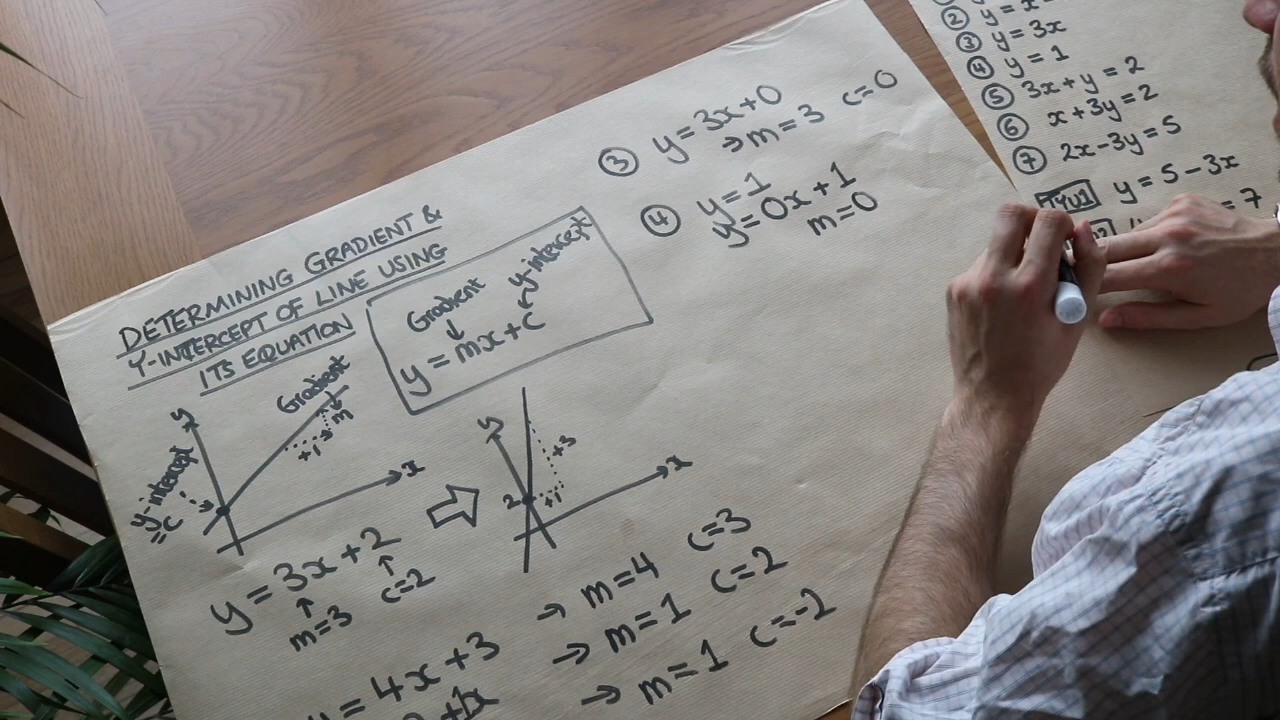 DETERMINING GRADIENT &
Y-INTERCEPT OF LINE USING
ITS EQUATION
Gradient
y-intercept
y = mx + c
y
Gradient
m
+1
x
y-intercept
= c
y
+3
2
+1
x
y = 3x + 2
m = 3
c = 2
y = 4x + 3
→ m = 4 c = 3
→ m = 1 c = 2
→ m = 1 c = -2
③ y = 3x + 0
⇒ m = 3 c = 0
④ y = 1
y = 0x + 1
m = 0
②
③ y = 3x
④ y = 1
⑤ 3x + y = 2
⑥ x + 3y = 2
⑦ 2x - 3y = 5
TYU1 y = 5 - 3x
= 7